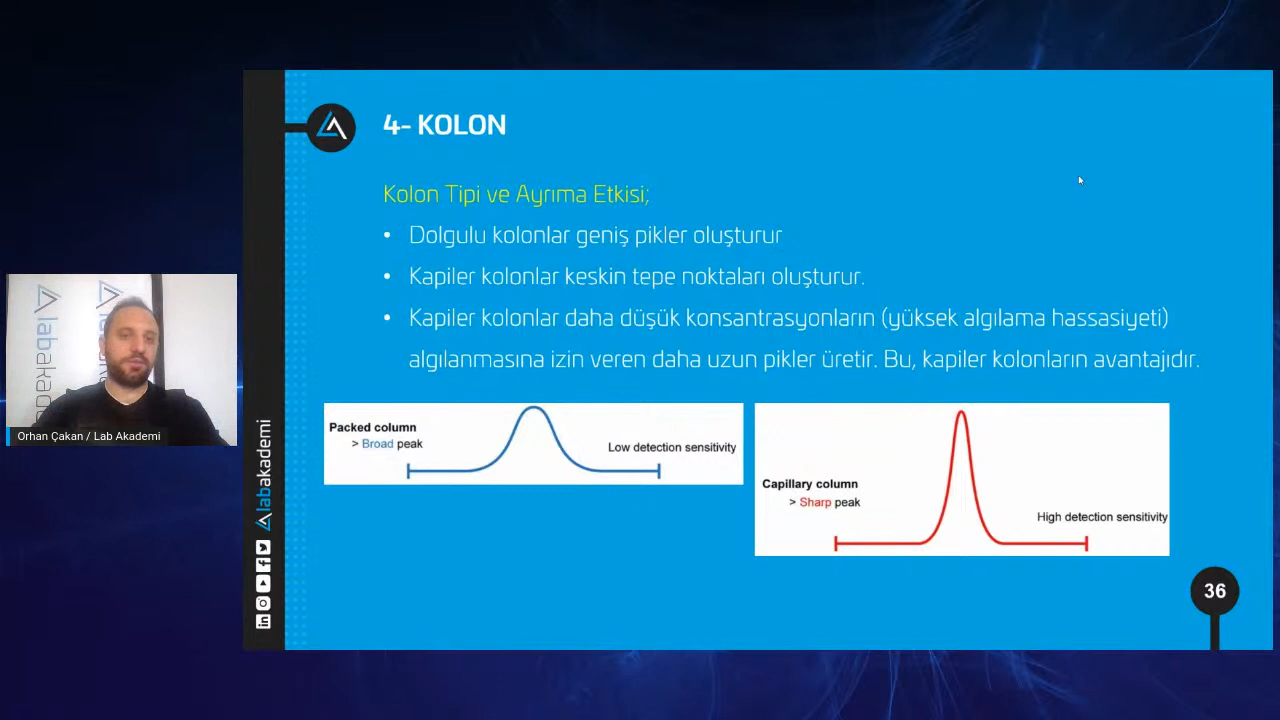 4- KOLON
Kolon Tipi ve Ayrıma Etkisi;
• Dolgulu kolonlar geniş pikler oluşturur
• Kapiler kolonlar keskin tepe noktaları oluşturur.
• Kapiler kolonlar daha düşük konsantrasyonların (yüksek algılama hassasiyeti)
algılanmasına izin veren daha uzun pikler üretir. Bu, kapiler kolonların avantajıdır.
Packed column
> Broad peak
Low detection sensitivity
Capillary column
> Sharp peak
High detection sensitivity
36
labakademi
in
labakade
Orhan Çakan / Lab Akademi